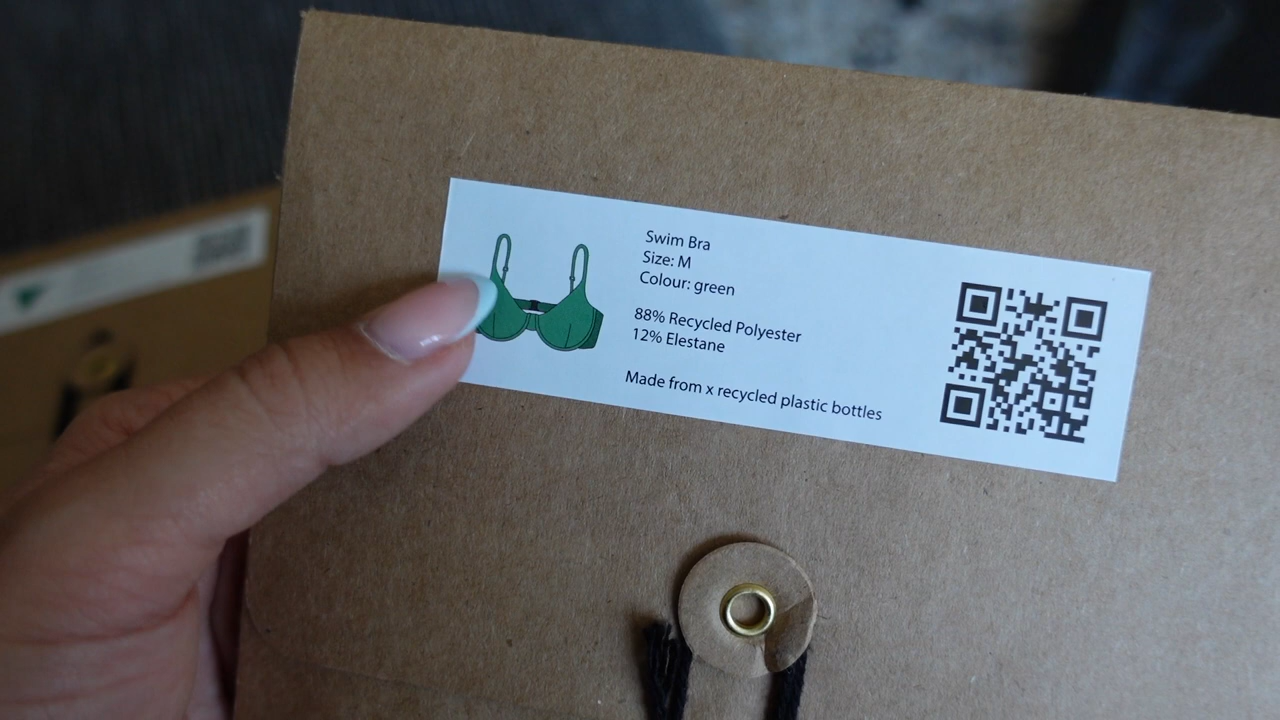 Swim Bra
Size: M
Colour: green
88% Recycled Polyester
12% Elestane
Made from x recycled plastic bottles